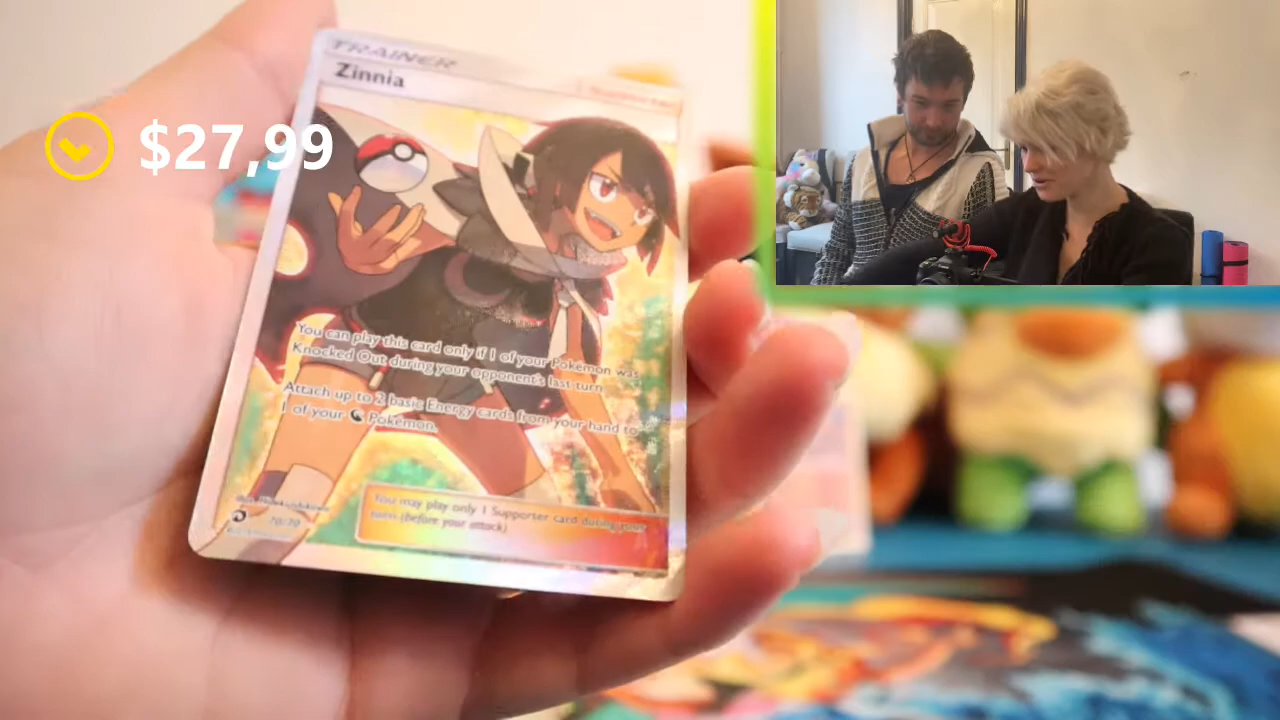 TRAINER
Zinnia
$27,99
You can play this card only if 1 of your Pokémon was
Knocked Out during your opponent's last turn
Attach up to 2 basic Energy cards from your hand to
1 of your Pokémon.
You may play only 1 Supporter card during your
turn (before your attack).
70/70